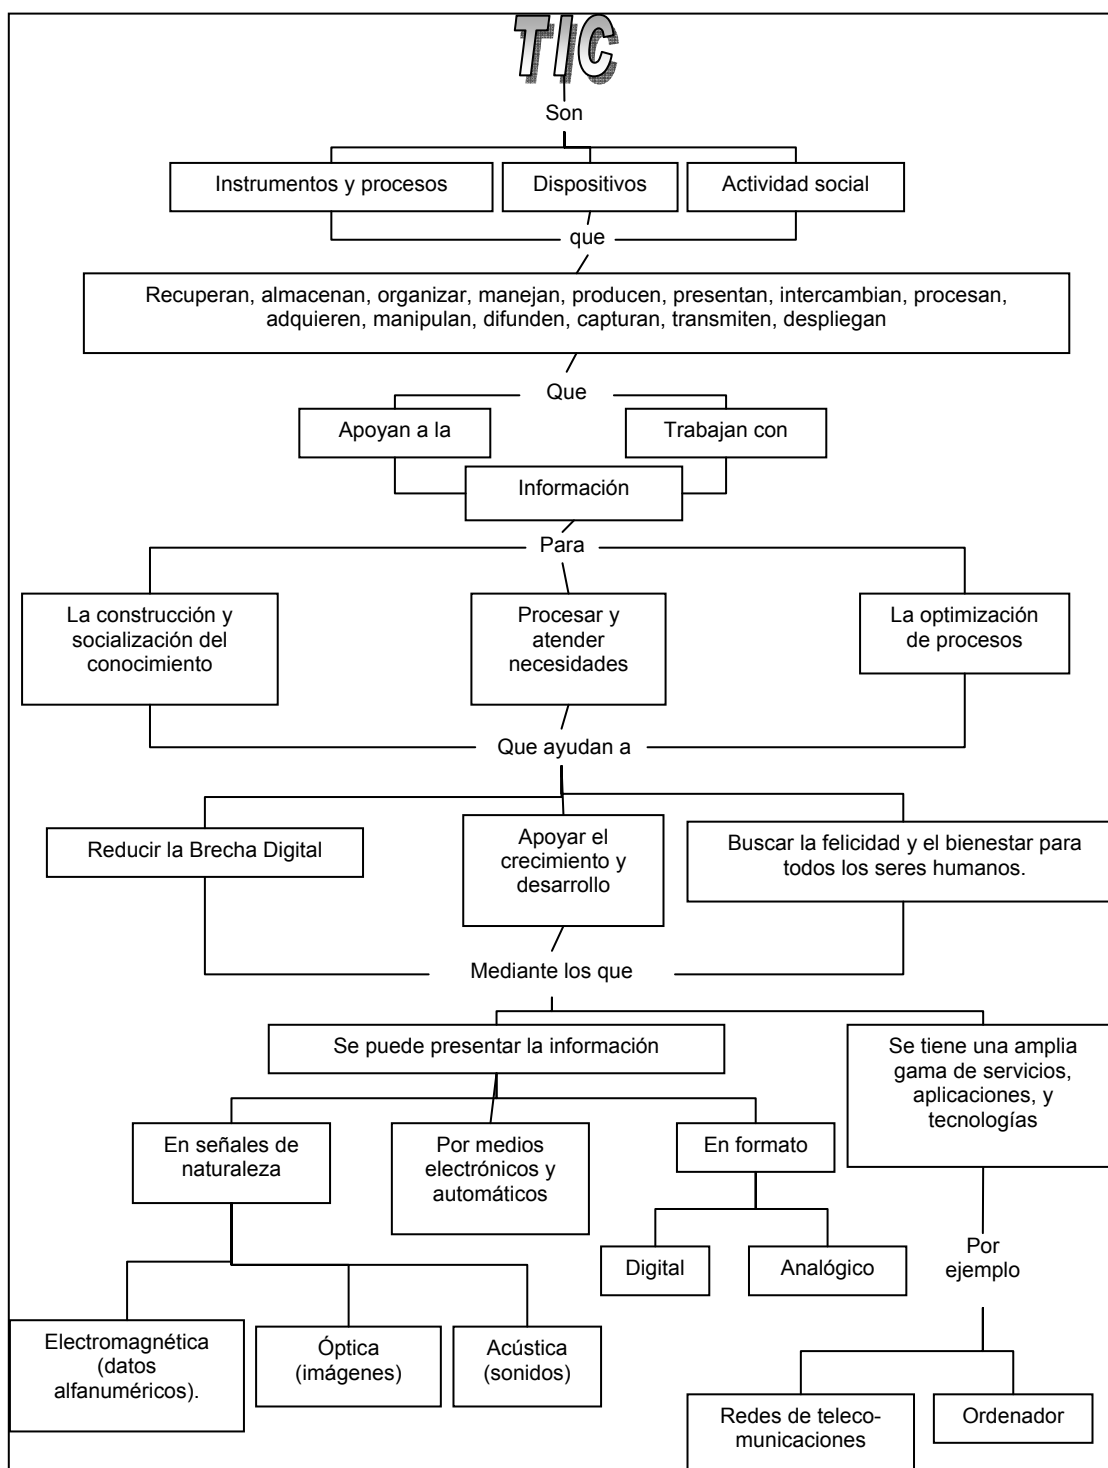 TIC
Son
Instrumentos y procesos
Dispositivos
Actividad social
que
Recuperan, almacenan, organizar, manejan, producen, presentan, intercambian, procesan,
adquieren, manipulan, difunden, capturan, transmiten, despliegan
Que
Apoyan a la
Trabajan con
Información
Para
La construcción y
socialización del
conocimiento
Procesar y
atender
necesidades
La optimización
de procesos
Que ayudan a
Reducir la Brecha Digital
Apoyar el
crecimiento y
desarrollo
Buscar la felicidad y el bienestar para
todos los seres humanos.
Mediante los que
Se puede presentar la información
Se tiene una amplia
gama de servicios,
aplicaciones, y
tecnologías
En señales de
naturaleza
Por medios
electrónicos y
automáticos
En formato
Digital
Analógico
Por
ejemplo
Electromagnética
(datos
alfanuméricos).
Óptica
(imágenes)
Acústica
(sonidos)
Redes de teleco-
municaciones
Ordenador